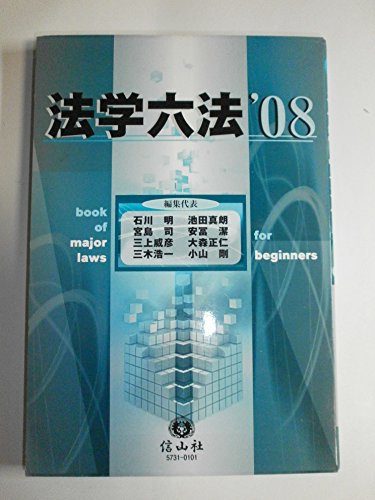 法学六法'08
編集代表
石川 明 池田真朗
宮島 司 安冨 潔
三上威彦 大森正仁
三木浩一 小山 剛
book
of
major
laws
for
beginners
信山社
5731-0101